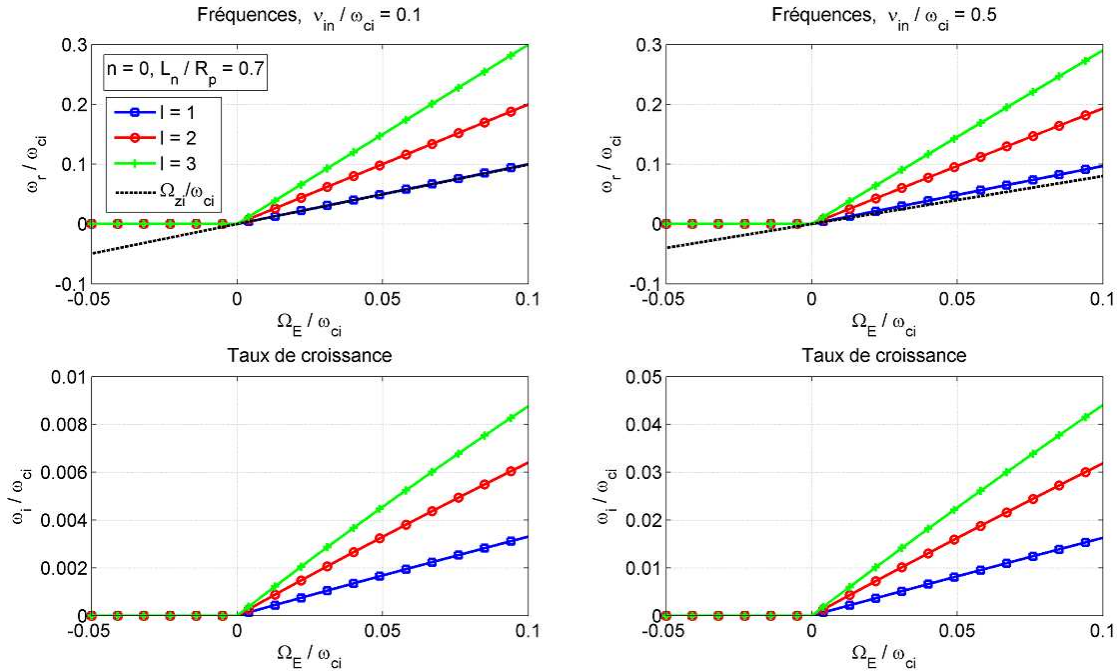 Fréquences, ν_in / ω_ci = 0.1
0.3
0.2
0.1
0
-0.1
ω_r / ω_ci
n = 0, L_n / R_p = 0.7
l = 1
l = 2
l = 3
Ω_zi/ω_ci
-0.05
0
0.05
0.1
Ω_E / ω_ci
Fréquences, ν_in / ω_ci = 0.5
0.3
0.2
0.1
0
-0.1
ω_r / ω_ci
-0.05
0
0.05
0.1
Ω_E / ω_ci
Taux de croissance
0.01
0.008
0.006
0.004
0.002
0
ω_i / ω_ci
-0.05
0
0.05
0.1
Ω_E / ω_ci
Taux de croissance
0.05
0.04
0.03
0.02
0.01
0
ω_i / ω_ci
-0.05
0
0.05
0.1
Ω_E / ω_ci